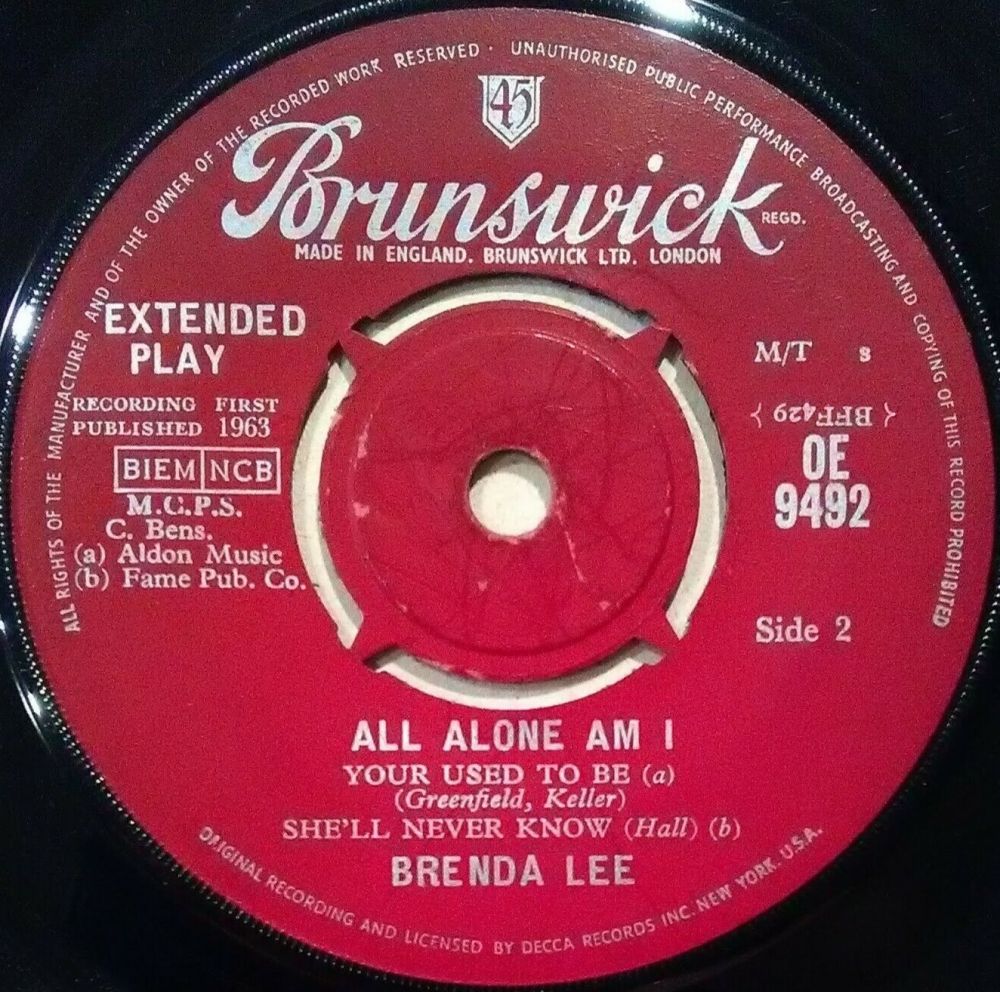 ALL RIGHTS OF THE MANUFACTURER AND OF THE OWNER OF THE RECORDED WORK RESERVED · UNAUTHORISED PUBLIC PERFORMANCE BROADCASTING AND COPYING OF THIS RECORD PROHIBITED
45
Brunswick REGD.
MADE IN ENGLAND. BRUNSWICK LTD. LONDON
EXTENDED
PLAY
RECORDING FIRST
PUBLISHED 1963
BIEM NCB
M.C.P.S.
C. Bens.
(a) Aldon Music
(b) Fame Pub. Co.
M/T s
{ BFF429 }
OE
9492
Side 2
ALL ALONE AM I
YOUR USED TO BE (a)
(Greenfield, Keller)
SHE'LL NEVER KNOW (Hall) (b)
BRENDA LEE
ORIGINAL RECORDING AND LICENSED BY DECCA RECORDS INC. NEW YORK. U.S.A.